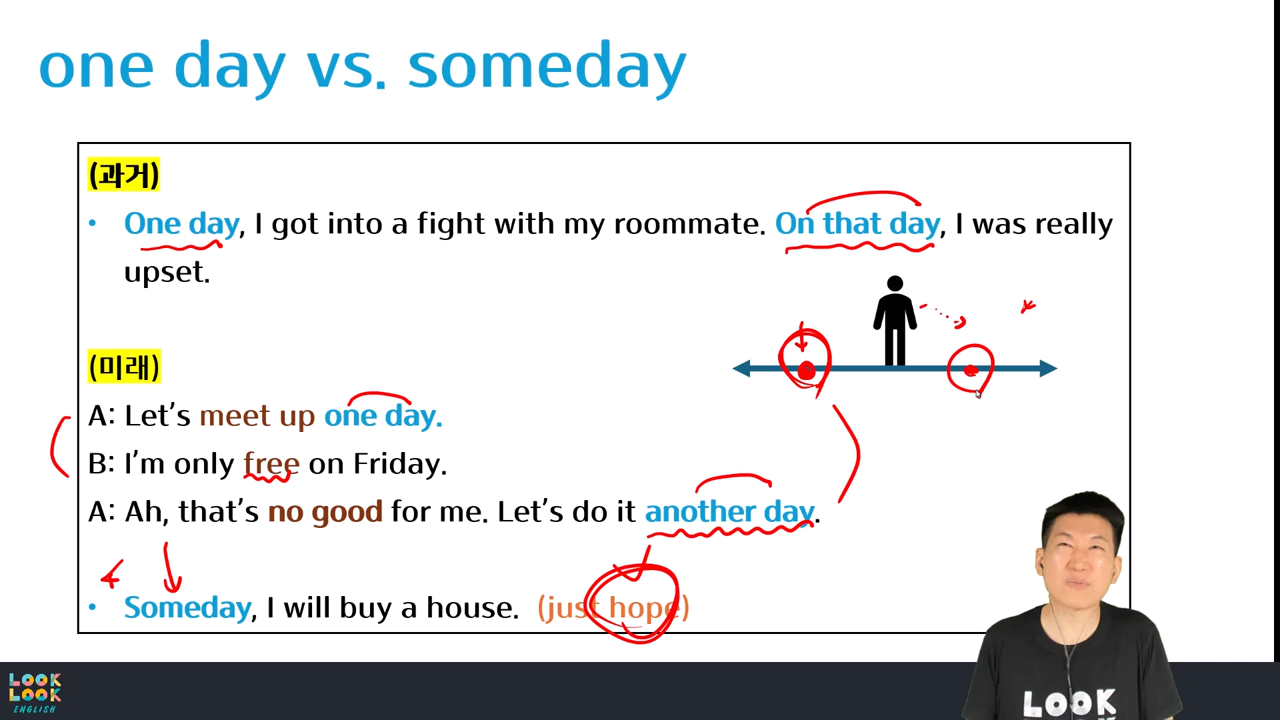 one day vs. someday
(과거)
• One day, I got into a fight with my roommate. On that day, I was really
upset.
(미래)
A: Let's meet up one day.
B: I'm only free on Friday.
A: Ah, that's no good for me. Let's do it another day.
• Someday, I will buy a house. (just hope)
LOOK
LOOK
ENGLISH
LOOK